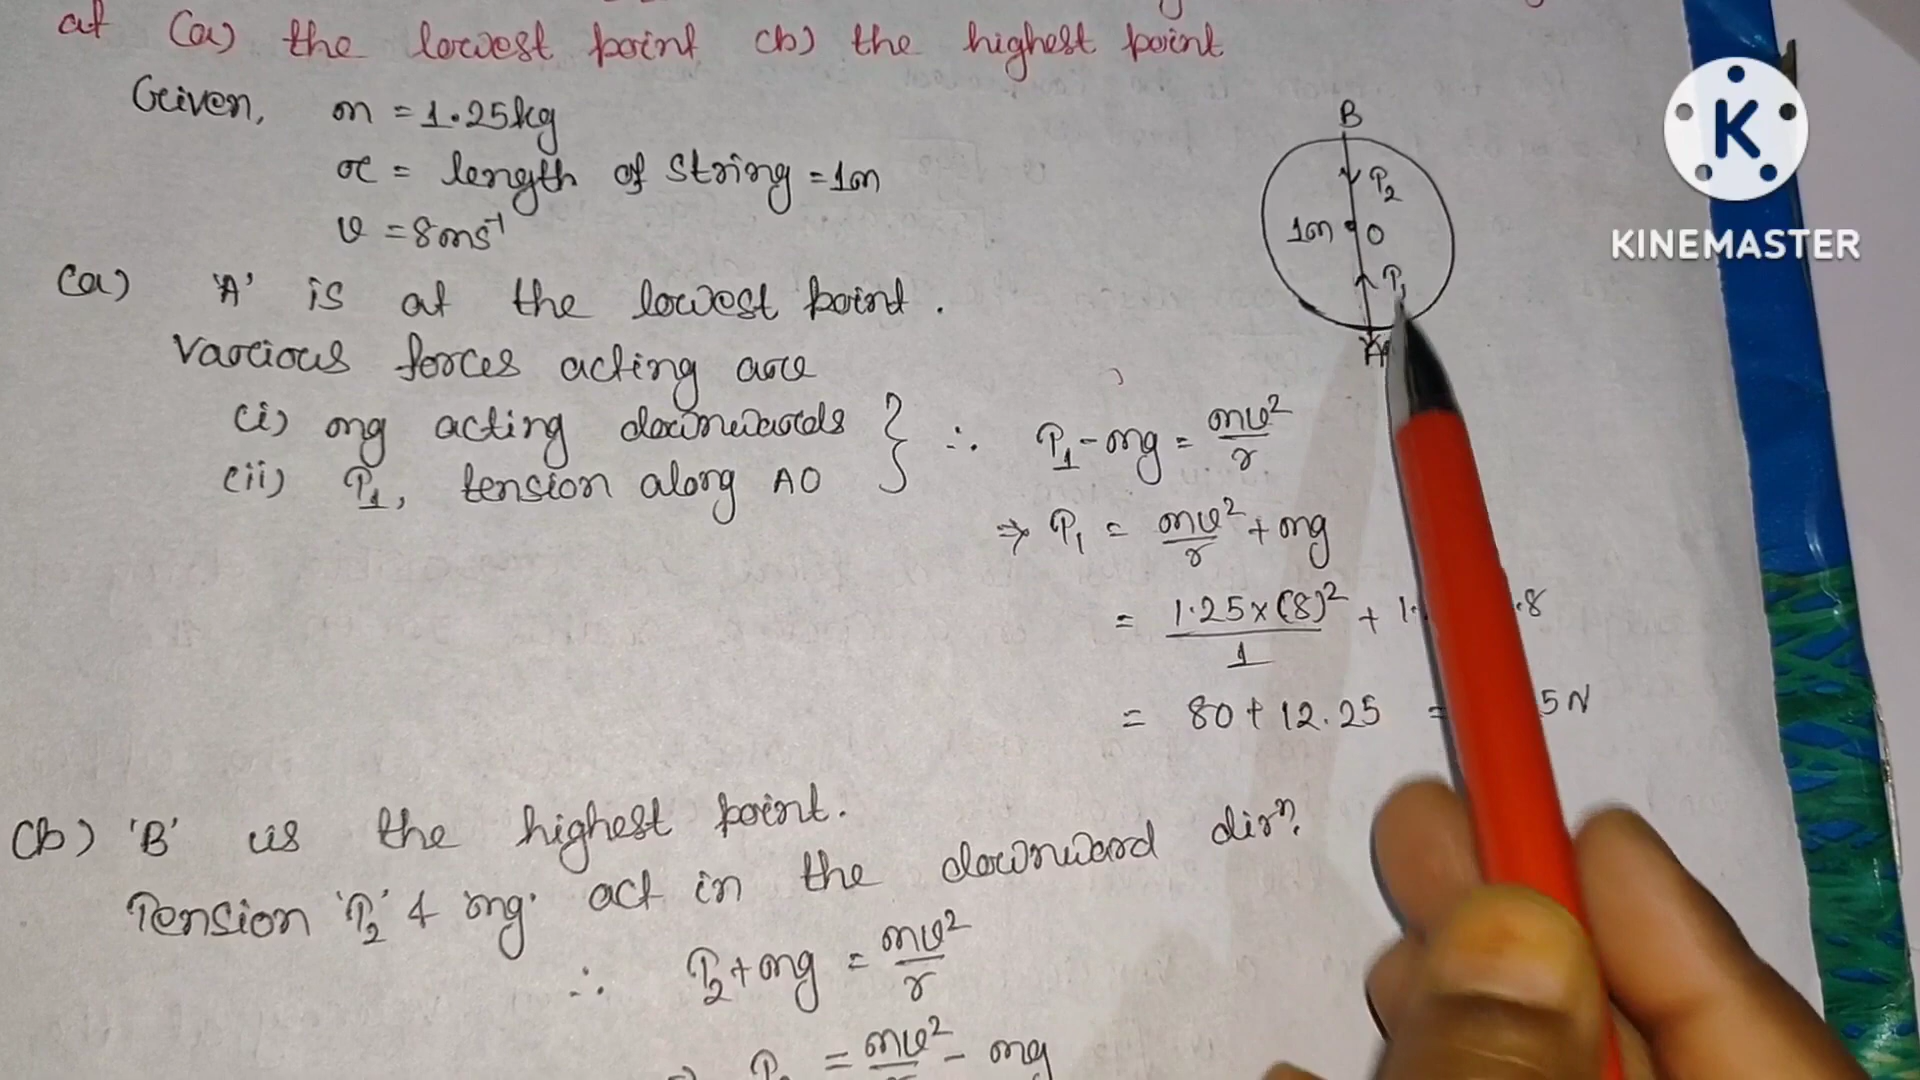 at (a) the lowest point (b) the highest point
Given, m = 1.25kg
r = length of string = 1m
v = 8ms⁻¹
(a) 'A' is at the lowest point.
Various forces acting are
(i) mg acting downwards
(ii) P₁, tension along AO
∴ P₁ - mg = mv²/r
⇒ P₁ = mv²/r + mg
= 1.25×(8)²/1 + 1. .8
= 80 + 12.25 = 5N
(b) 'B' is the highest point.
Tension 'P₂' & 'mg' act in the downward dirⁿ.
∴ P₂ + mg = mv²/r
= mv² - mg
B
P₂
1m O
P₁
A
K
KINEMASTER